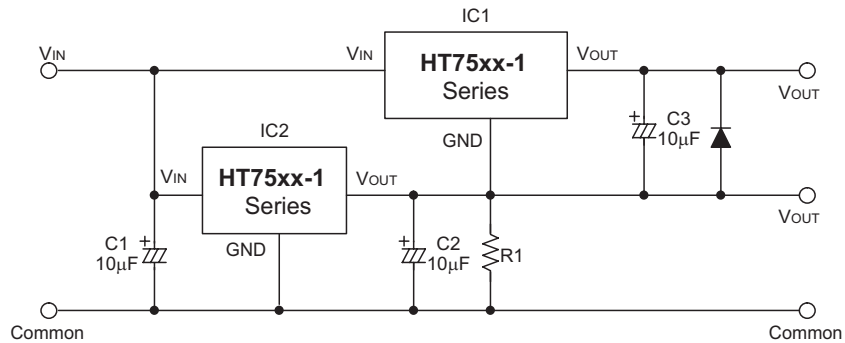 IC1
VIN
VIN
HT75xx-1
Series
VOUT
VOUT
GND
C3
10μF
IC2
VIN
HT75xx-1
Series
VOUT
VOUT
GND
C1
10μF
C2
10μF
R1
Common
Common
+
+
+